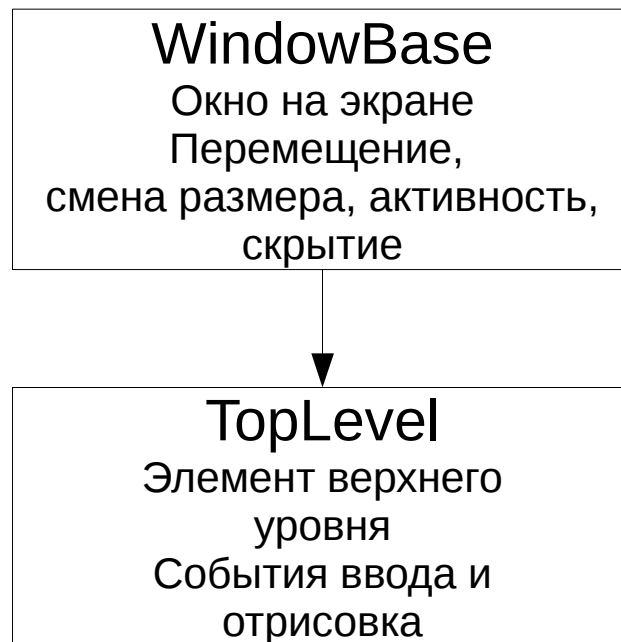 WindowBase
Окно на экране
Перемещение,
смена размера, активность,
скрытие
TopLevel
Элемент верхнего
уровня
События ввода и
отрисовка